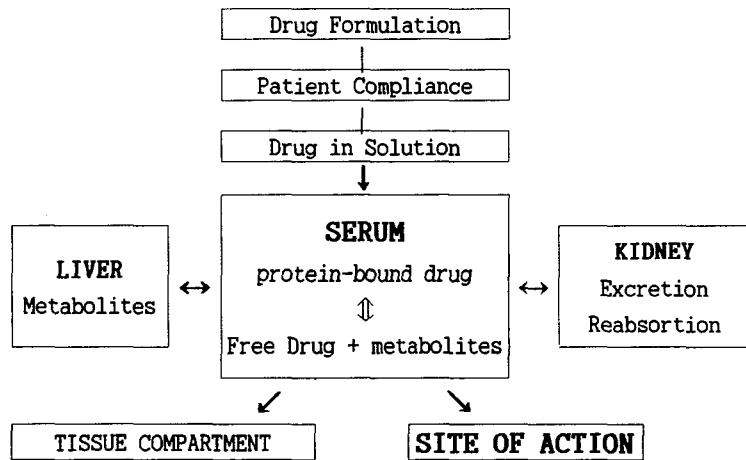 Drug Formulation
Patient Compliance
Drug in Solution
SERUM
protein-bound drug
Free Drug + metabolites
LIVER
Metabolites
KIDNEY
Excretion
Reabsortion
TISSUE COMPARTMENT
SITE OF ACTION